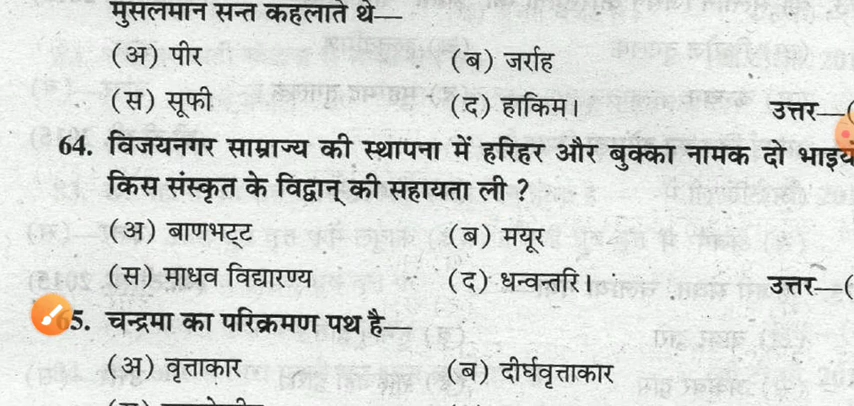 मुसलमान सन्त कहलाते थे—
(अ) पीर (ब) जर्राह
(स) सूफी (द) हाकिम। उत्तर—(
64. विजयनगर साम्राज्य की स्थापना में हरिहर और बुक्का नामक दो भाइयों
किस संस्कृत के विद्वान् की सहायता ली ?
(अ) बाणभट्ट (ब) मयूर
(स) माधव विद्यारण्य (द) धन्वन्तरि। उत्तर—(
65. चन्द्रमा का परिक्रमण पथ है—
(अ) वृत्ताकार (ब) दीर्घवृत्ताकार